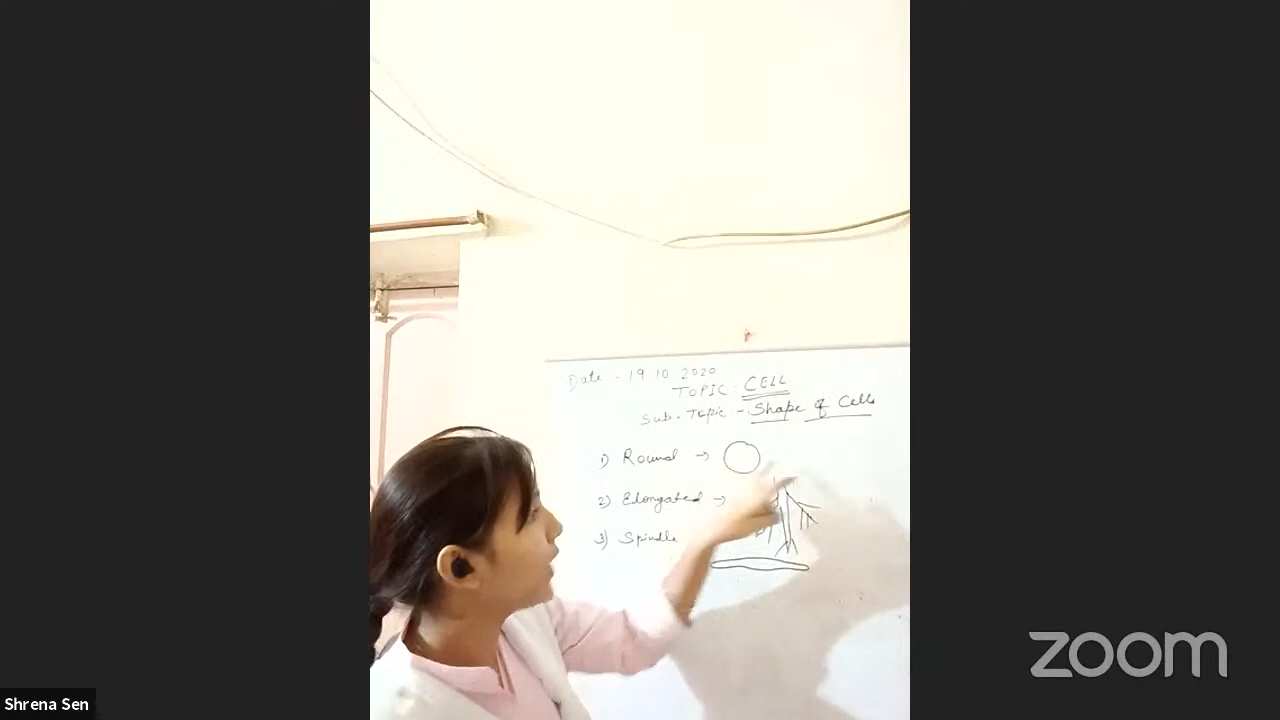 Date - 19.10.2020
TOPIC : CELL
Sub. Topic - Shape of Cells
1) Round →
2) Elongated →
3) Spindle
zoom
Shrena Sen